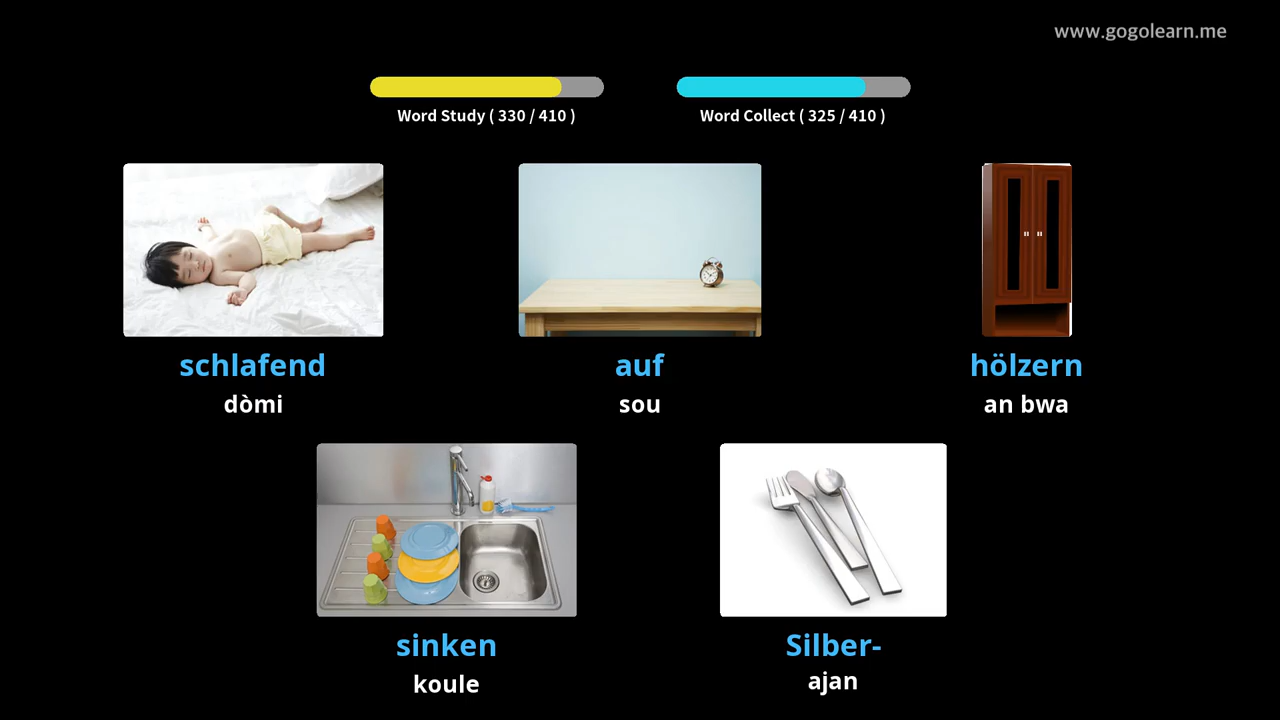 www.gogolearn.me
Word Study ( 330 / 410 )
Word Collect ( 325 / 410 )
schlafend
dòmi
auf
sou
hölzern
an bwa
sinken
koule
Silber-
ajan